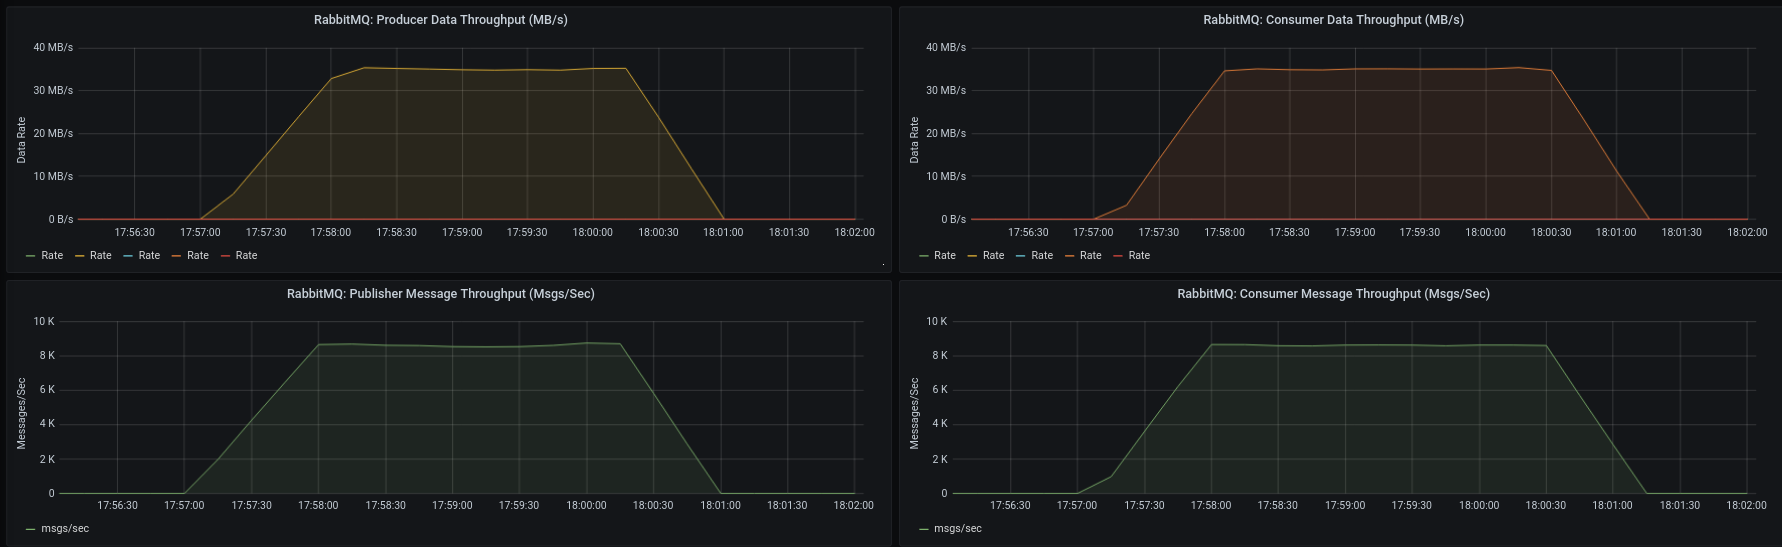 RabbitMQ: Producer Data Throughput (MB/s)
40 MB/s
30 MB/s
20 MB/s
10 MB/s
0 B/s
Data Rate
17:56:30 17:57:00 17:57:30 17:58:00 17:58:30 17:59:00 17:59:30 18:00:00 18:00:30 18:01:00 18:01:30 18:02:00
Rate Rate Rate Rate Rate
RabbitMQ: Consumer Data Throughput (MB/s)
40 MB/s
30 MB/s
20 MB/s
10 MB/s
0 B/s
Data Rate
17:56:30 17:57:00 17:57:30 17:58:00 17:58:30 17:59:00 17:59:30 18:00:00 18:00:30 18:01:00 18:01:30 18:02:00
Rate Rate Rate Rate Rate
RabbitMQ: Publisher Message Throughput (Msgs/Sec)
10 K
8 K
6 K
4 K
2 K
0
Messages/Sec
17:56:30 17:57:00 17:57:30 17:58:00 17:58:30 17:59:00 17:59:30 18:00:00 18:00:30 18:01:00 18:01:30 18:02:00
msgs/sec
RabbitMQ: Consumer Message Throughput (Msgs/Sec)
10 K
8 K
6 K
4 K
2 K
0
Messages/Sec
17:56:30 17:57:00 17:57:30 17:58:00 17:58:30 17:59:00 17:59:30 18:00:00 18:00:30 18:01:00 18:01:30 18:02:00
msgs/sec